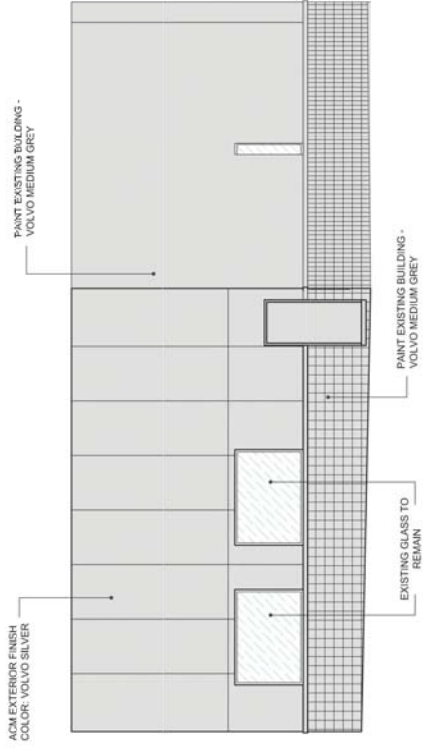 ACM EXTERIOR FINISH
COLOR: VOLVO SILVER
PAINT EXISTING BUILDING -
VOLVO MEDIUM GREY
EXISTING GLASS TO
REMAIN
PAINT EXISTING BUILDING -
VOLVO MEDIUM GREY